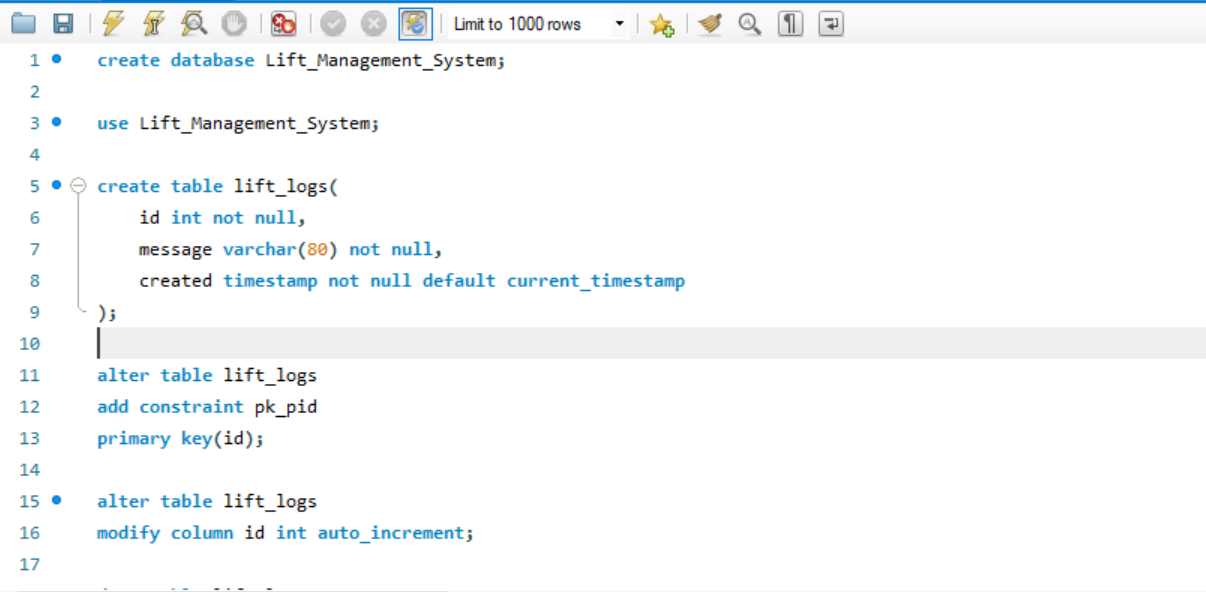 Limit to 1000 rows
1 create database Lift_Management_System;
2
3 use Lift_Management_System;
4
5 create table lift_logs(
6 id int not null,
7 message varchar(80) not null,
8 created timestamp not null default current_timestamp
9 );
10
11 alter table lift_logs
12 add constraint pk_pid
13 primary key(id);
14
15 alter table lift_logs
16 modify column id int auto_increment;
17